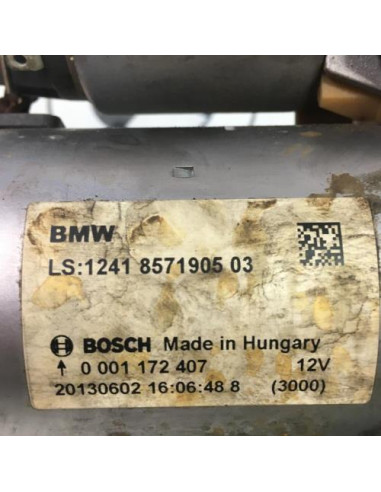 BMW
LS:1241 8571905 03
BOSCH Made in Hungary
↑ 0 001 172 407 12V
20130602 16:06:48 8 (3000)